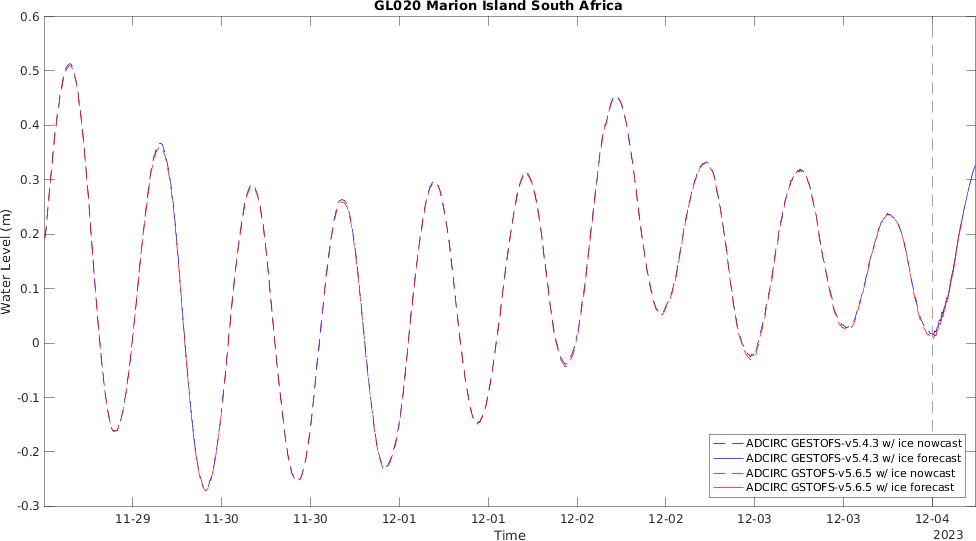 GL020 Marion Island South Africa
0.6
0.5
0.4
0.3
0.2
0.1
0
-0.1
-0.2
-0.3
Water Level (m)
ADCIRC GESTOFS-v5.4.3 w/ ice nowcast
ADCIRC GESTOFS-v5.4.3 w/ ice forecast
ADCIRC GSTOFS-v5.6.5 w/ ice nowcast
ADCIRC GSTOFS-v5.6.5 w/ ice forecast
11-29 11-30 11-30 12-01 12-01 12-02 12-02 12-03 12-03 12-04
2023
Time